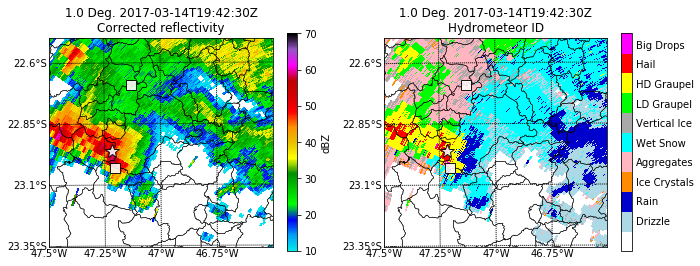 1.0 Deg. 2017-03-14T19:42:30Z
Corrected reflectivity
22.6°S
22.85°S
23.1°S
23.35°S
47.5°W
47.25°W
47°W
46.75°W
70
60
50
40
30
20
10
dBZ
1.0 Deg. 2017-03-14T19:42:30Z
Hydrometeor ID
22.6°S
22.85°S
23.1°S
23.35°S
47.5°W
47.25°W
47°W
46.75°W
Big Drops
Hail
HD Graupel
LD Graupel
Vertical Ice
Wet Snow
Aggregates
Ice Crystals
Rain
Drizzle